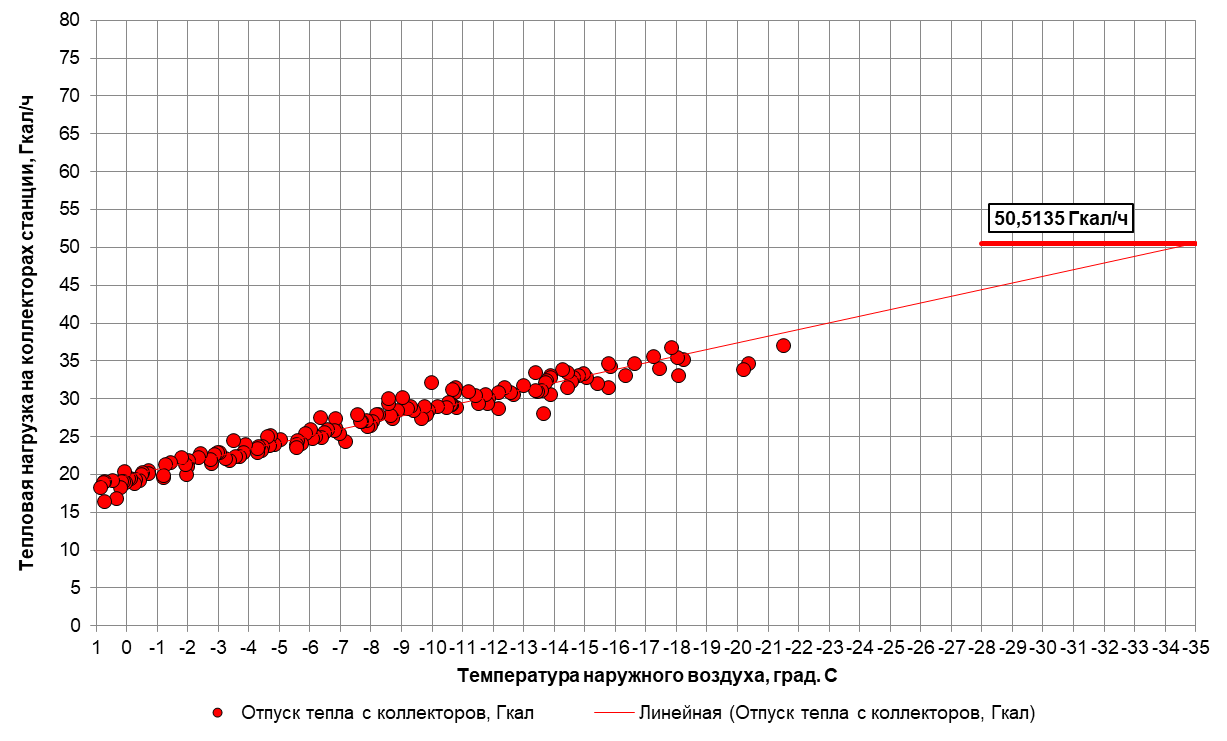 Тепловая нагрузка на коллекторах станции, Гкал/ч
80
75
70
65
60
55
50
45
40
35
30
25
20
15
10
5
0
50,5135 Гкал/ч
1 0 -1 -2 -3 -4 -5 -6 -7 -8 -9 -10 -11 -12 -13 -14 -15 -16 -17 -18 -19 -20 -21 -22 -23 -24 -25 -26 -27 -28 -29 -30 -31 -32 -33 -34 -35
Температура наружного воздуха, град. С
Отпуск тепла с коллекторов, Гкал
Линейная (Отпуск тепла с коллекторов, Гкал)